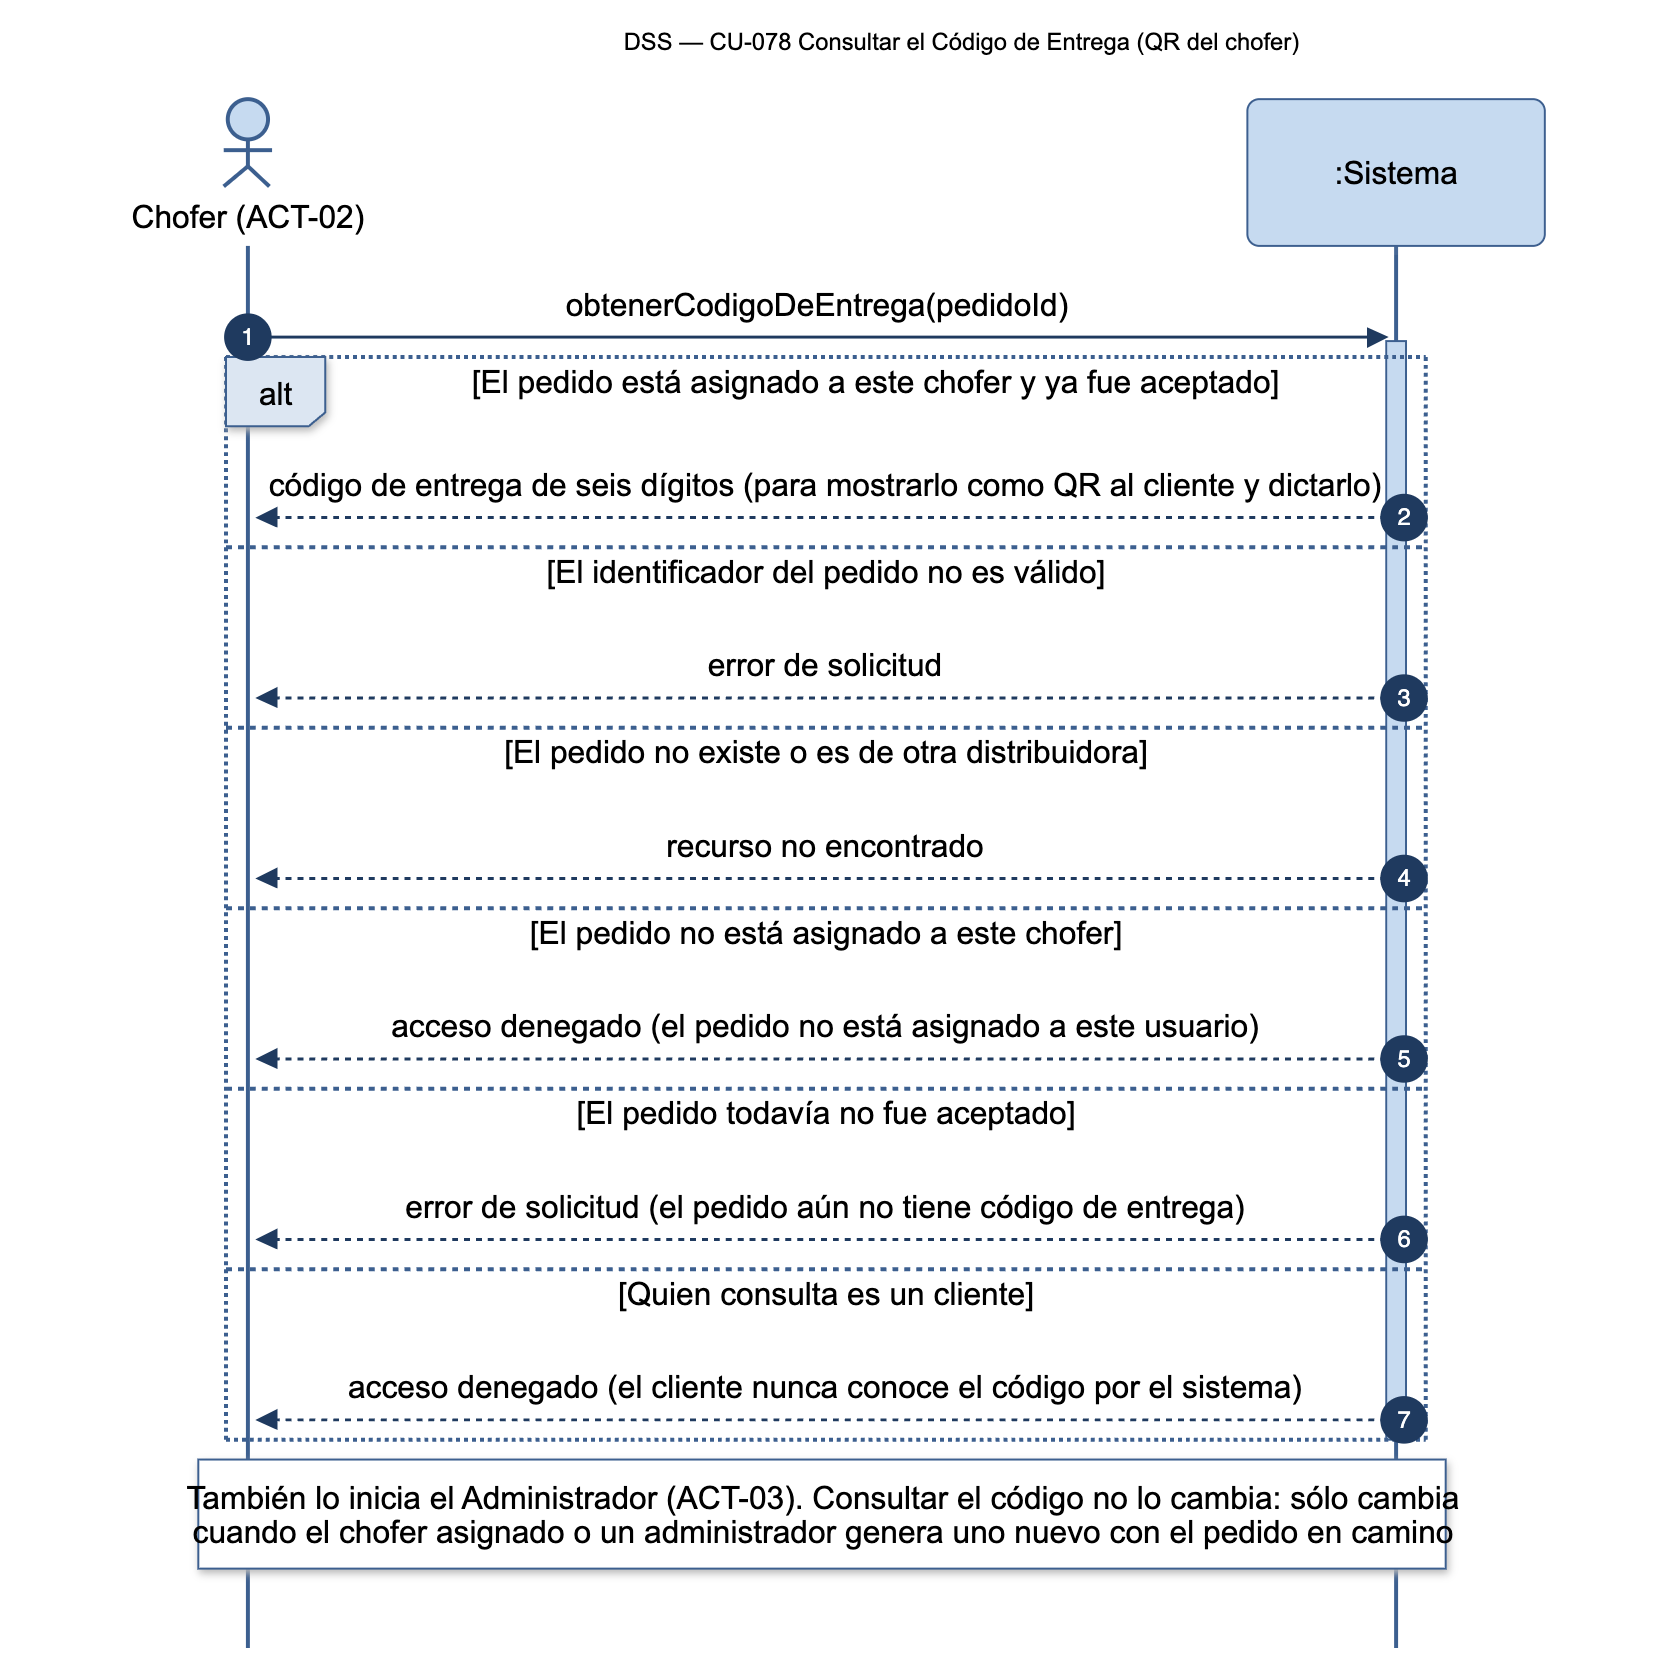 DSS — CU-078 Consultar el Código de Entrega (QR del chofer)
Chofer (ACT-02)
:Sistema
obtenerCodigoDeEntrega(pedidoId)
1
alt
[El pedido está asignado a este chofer y ya fue aceptado]
código de entrega de seis dígitos (para mostrarlo como QR al cliente y dictarlo)
2
[El identificador del pedido no es válido]
error de solicitud
3
[El pedido no existe o es de otra distribuidora]
recurso no encontrado
4
[El pedido no está asignado a este chofer]
acceso denegado (el pedido no está asignado a este usuario)
5
[El pedido todavía no fue aceptado]
error de solicitud (el pedido aún no tiene código de entrega)
6
[Quien consulta es un cliente]
acceso denegado (el cliente nunca conoce el código por el sistema)
7
También lo inicia el Administrador (ACT-03). Consultar el código no lo cambia: sólo cambia
cuando el chofer asignado o un administrador genera uno nuevo con el pedido en camino